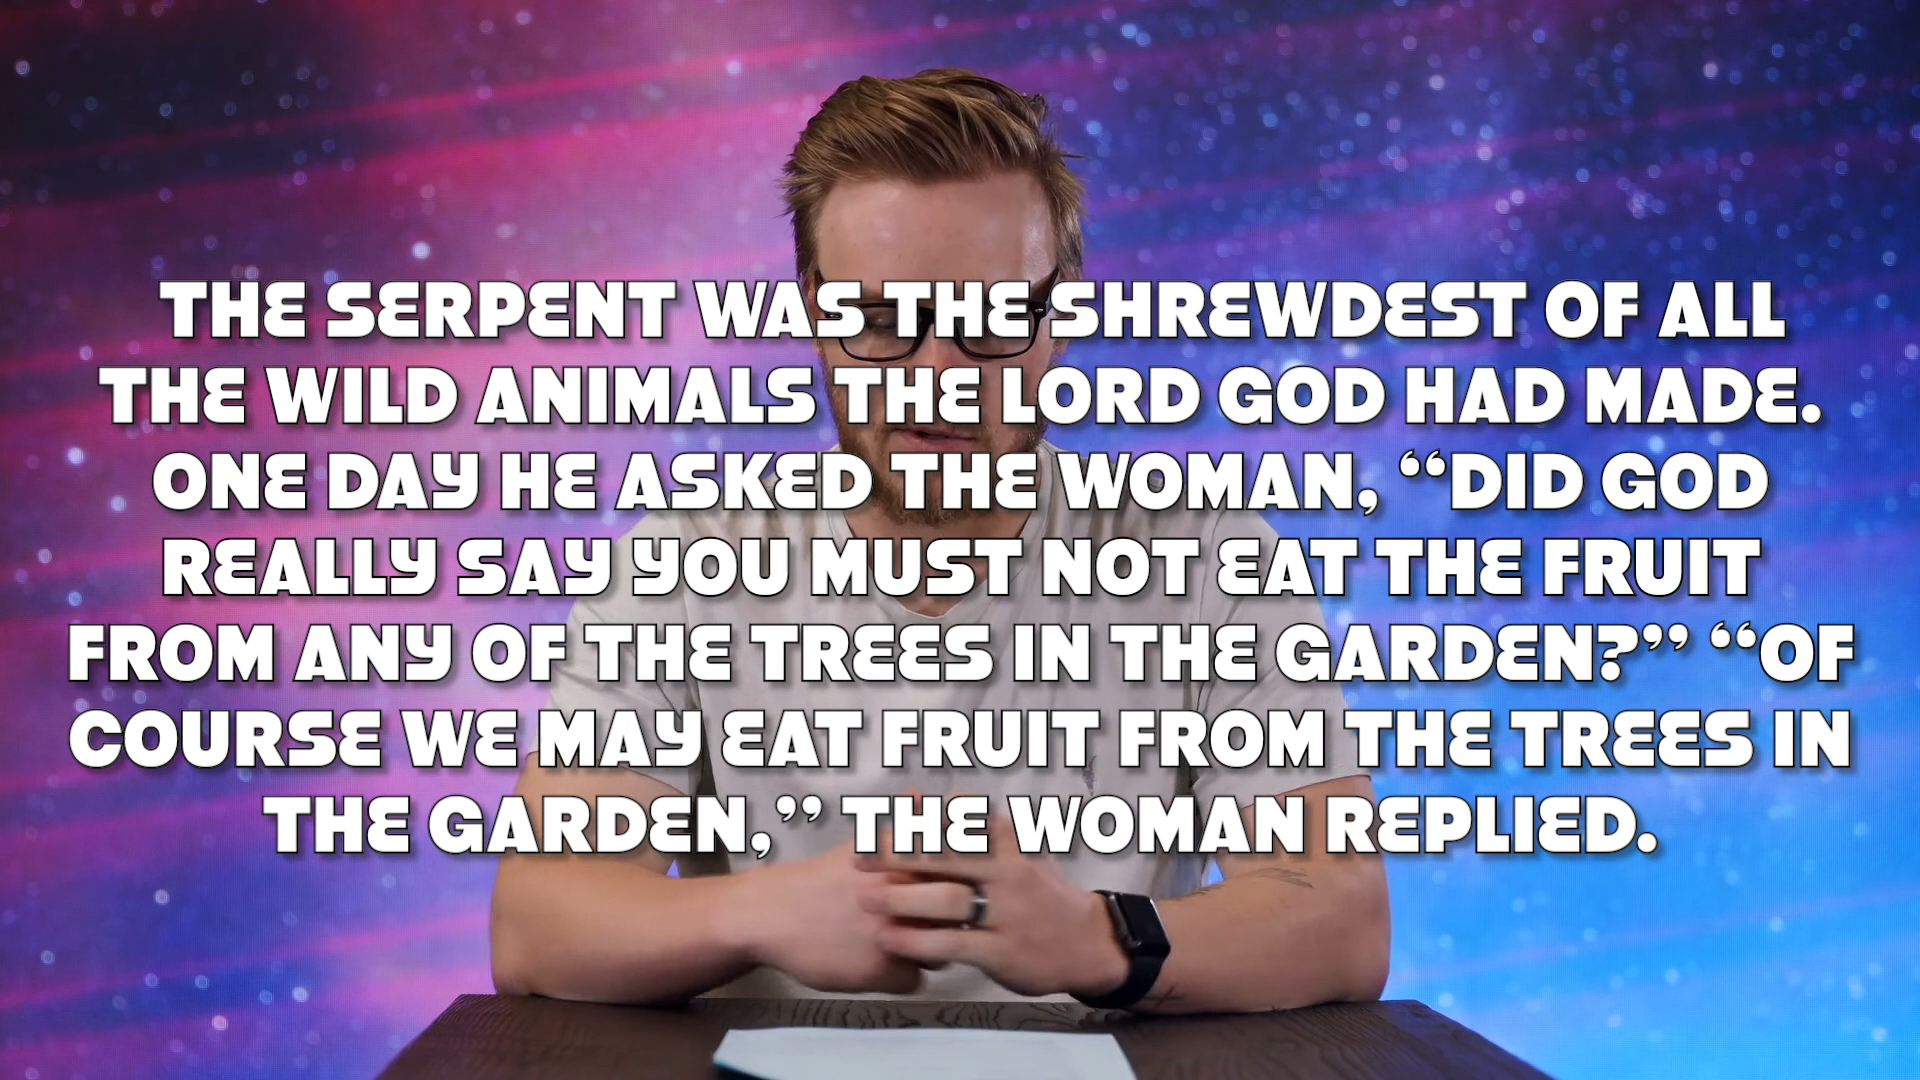 THE SERPENT WAS THE SHREWDEST OF ALL
THE WILD ANIMALS THE LORD GOD HAD MADE.
ONE DAY HE ASKED THE WOMAN, “DID GOD
REALLY SAY YOU MUST NOT EAT THE FRUIT
FROM ANY OF THE TREES IN THE GARDEN?” “OF
COURSE WE MAY EAT FRUIT FROM THE TREES IN
THE GARDEN,” THE WOMAN REPLIED.